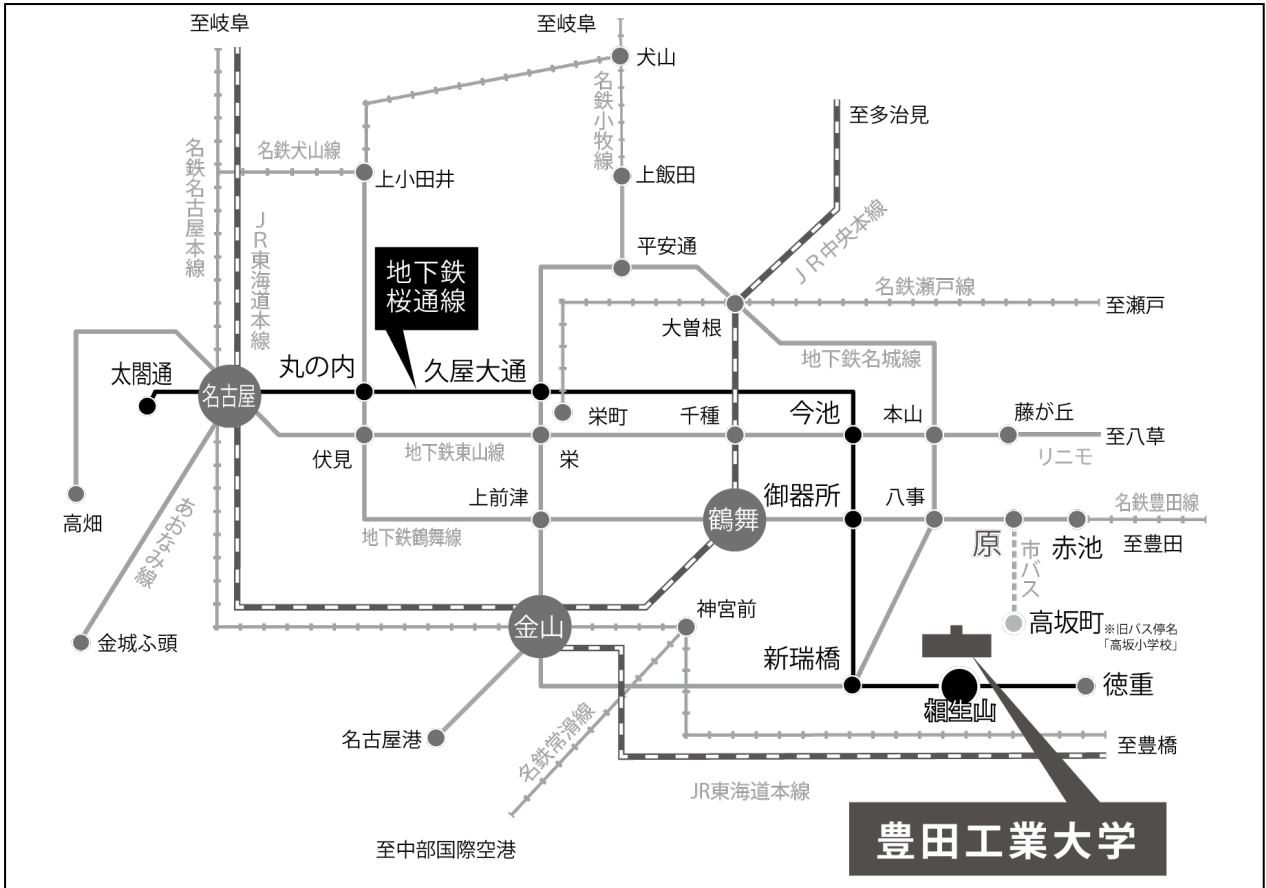 至岐阜
至岐阜
犬山
名鉄小牧線
至多治見
名鉄名古屋本線
名鉄犬山線
上小田井
上飯田
JR東海道本線
平安通
JR中央本線
地下鉄
桜通線
名鉄瀬戸線
至瀬戸
大曽根
地下鉄名城線
太閤通
名古屋
丸の内
久屋大通
栄町
千種
今池
本山
藤が丘
至八草
リニモ
伏見
地下鉄東山線
栄
高畑
あおなみ線
上前津
地下鉄鶴舞線
鶴舞
御器所
八事
原
赤池
名鉄豊田線
至豊田
市バス
金城ふ頭
金山
神宮前
高坂町
※旧バス停名
「高坂小学校」
新瑞橋
相生山
徳重
名古屋港
名鉄常滑線
至豊橋
JR東海道本線
至中部国際空港
豊田工業大学